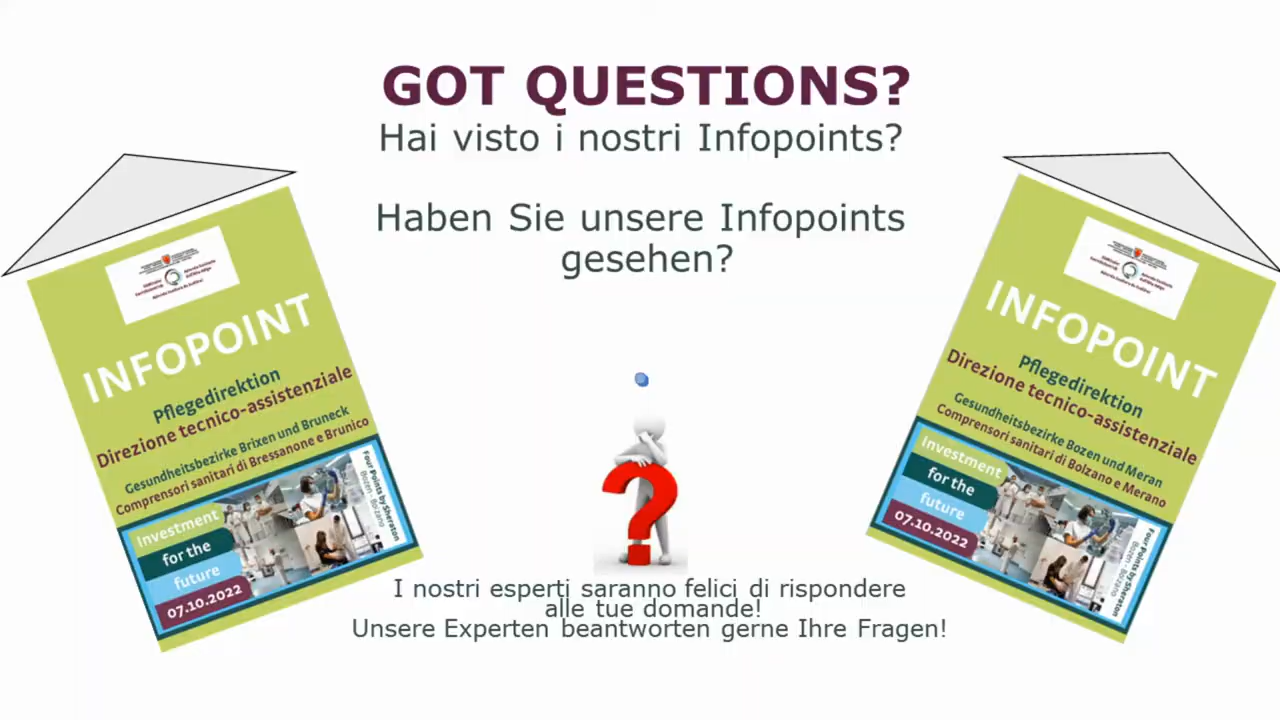 GOT QUESTIONS?
Hai visto i nostri Infopoints?
Haben Sie unsere Infopoints
gesehen?
INFOPOINT
Pflegedirektion
Direzione tecnico-assistenziale
Gesundheitsbezirke Brixen und Bruneck
Comprensori sanitari di Bressanone e Brunico
Investment
for the
future
07.10.2022
Four Points by Sheraton
Bozen - Bolzano
INFOPOINT
Pflegedirektion
Direzione tecnico-assistenziale
Gesundheitsbezirke Bozen und Meran
Comprensori sanitari di Bolzano e Merano
Investment
for the
future
07.10.2022
Four Points by Sheraton
Bozen - Bolzano
?
I nostri esperti saranno felici di rispondere
alle tue domande!
Unsere Experten beantworten gerne Ihre Fragen!